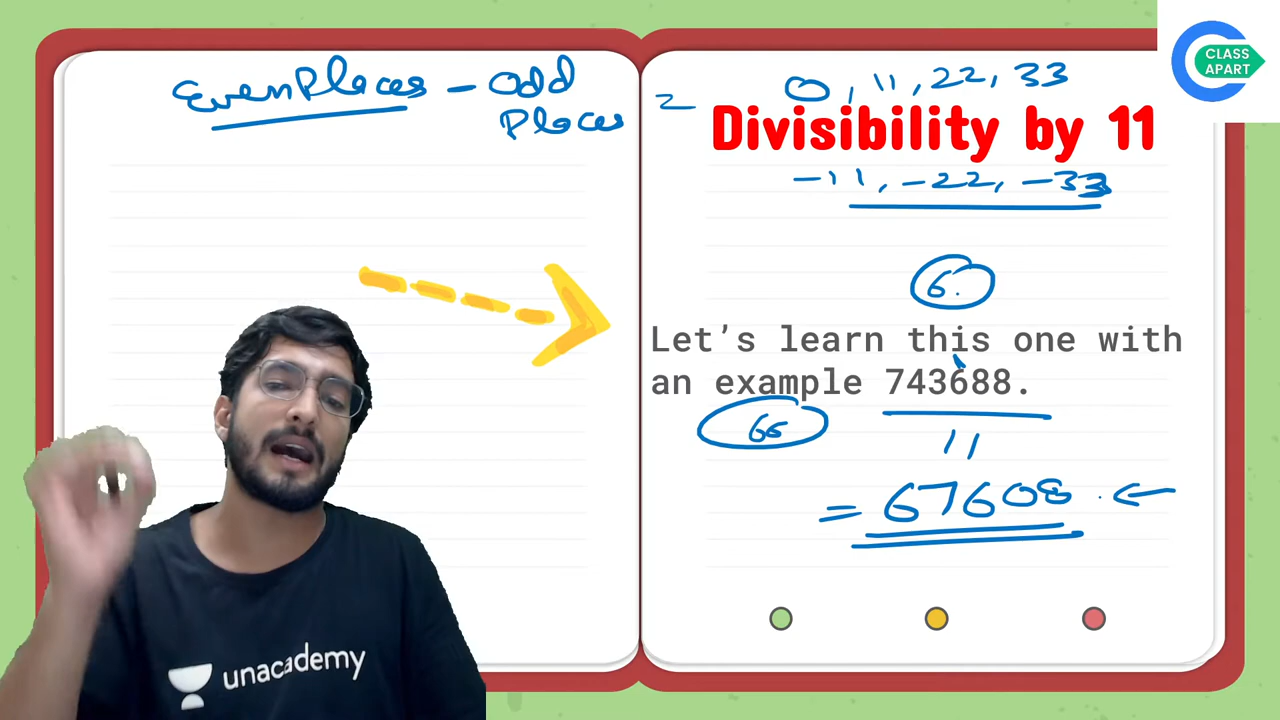 Even Places - Odd
Places
= 0, 11, 22, 33
CLASS
APART
Divisibility by 11
-11, -22, -33
6.
Let’s learn this one with
an example 743688.
66
11
= 67608 . ←
unacademy